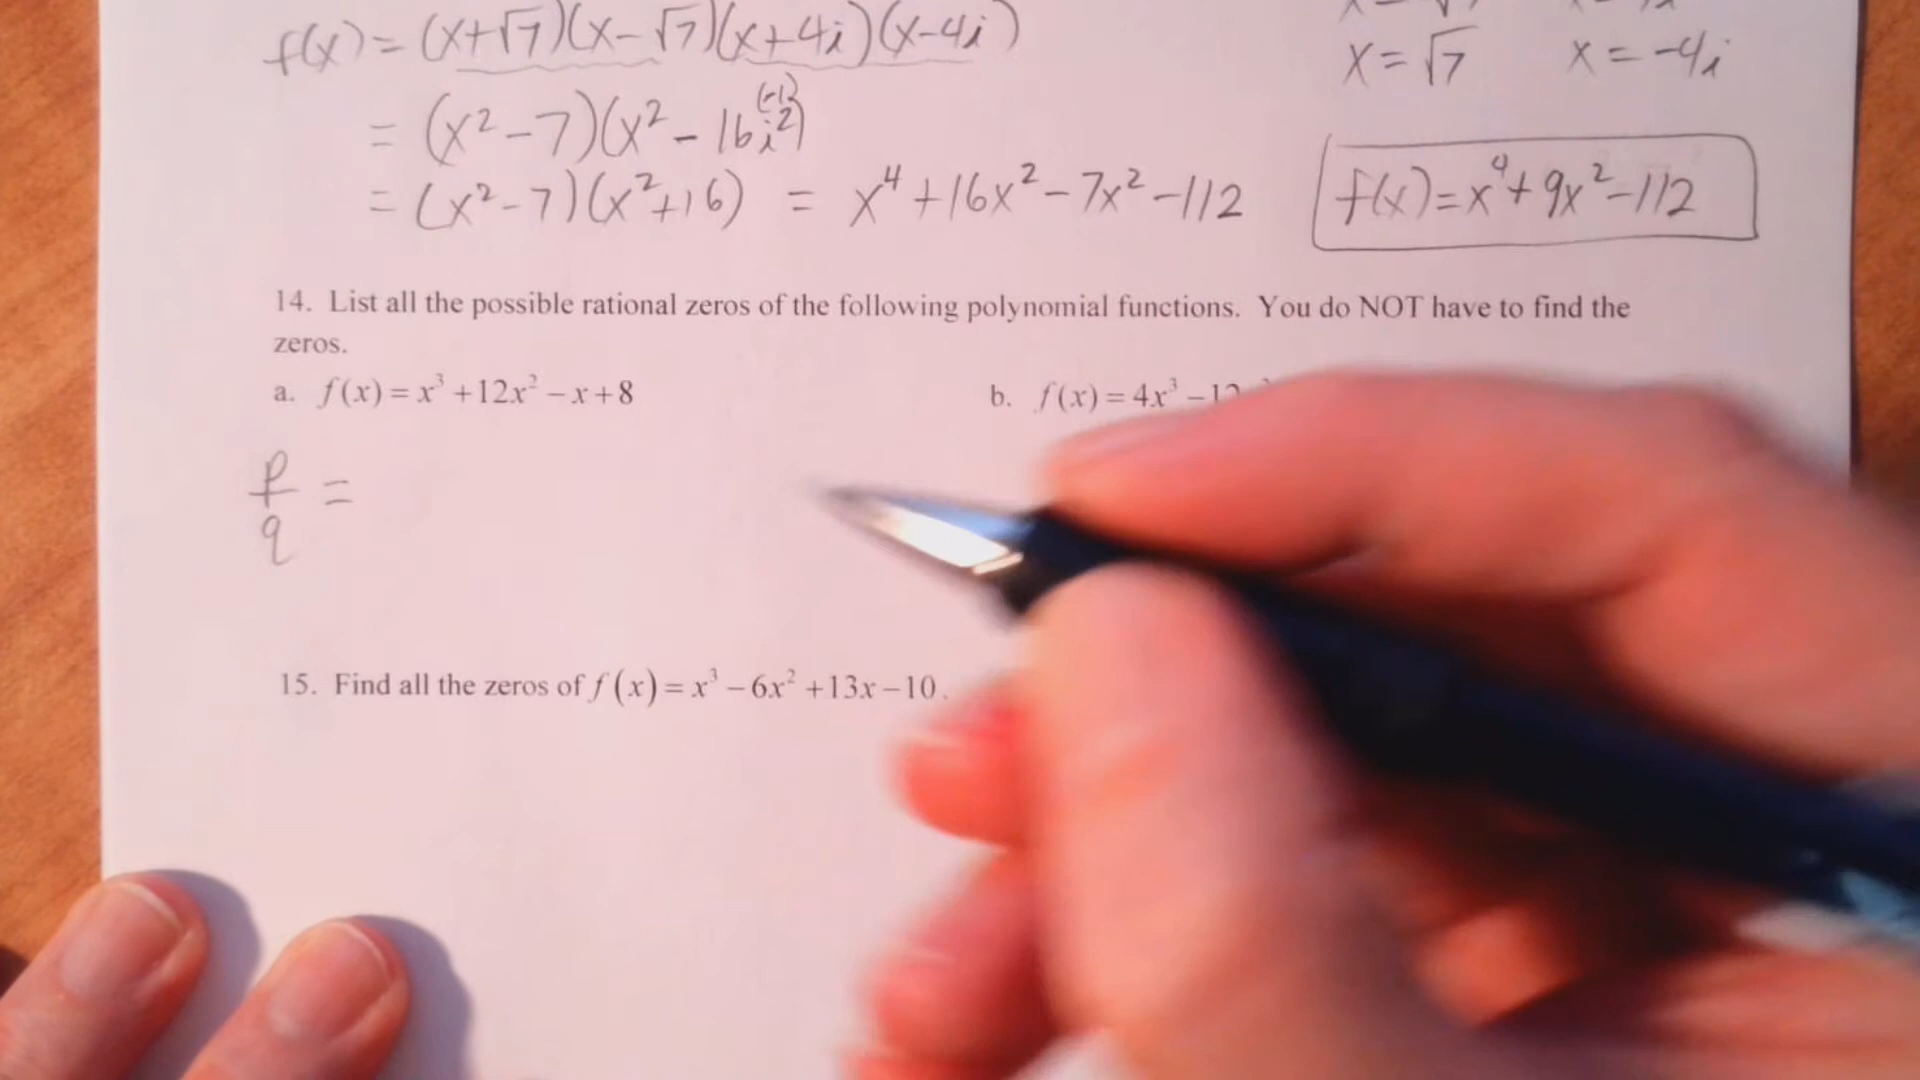 f(x) = (x+√7)(x-√7)(x+4i)(x-4i)
x = √7 x = -4i
(-1)
= (x²-7)(x²-16i²)
= (x²-7)(x²+16) = x⁴+16x²-7x²-112 f(x)=x⁴+9x²-112
14. List all the possible rational zeros of the following polynomial functions. You do NOT have to find the
zeros.
a. f(x) = x³ +12x² − x+8 b. f(x) = 4x³
p/q =
15. Find all the zeros of f(x) = x³ − 6x² +13x −10.